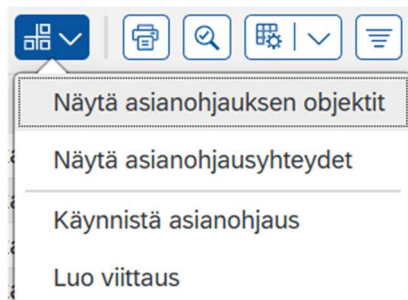 Näytä asianohjauksen objektit
Näytä asianohjausyhteydet
Käynnistä asianohjaus
Luo viittaus